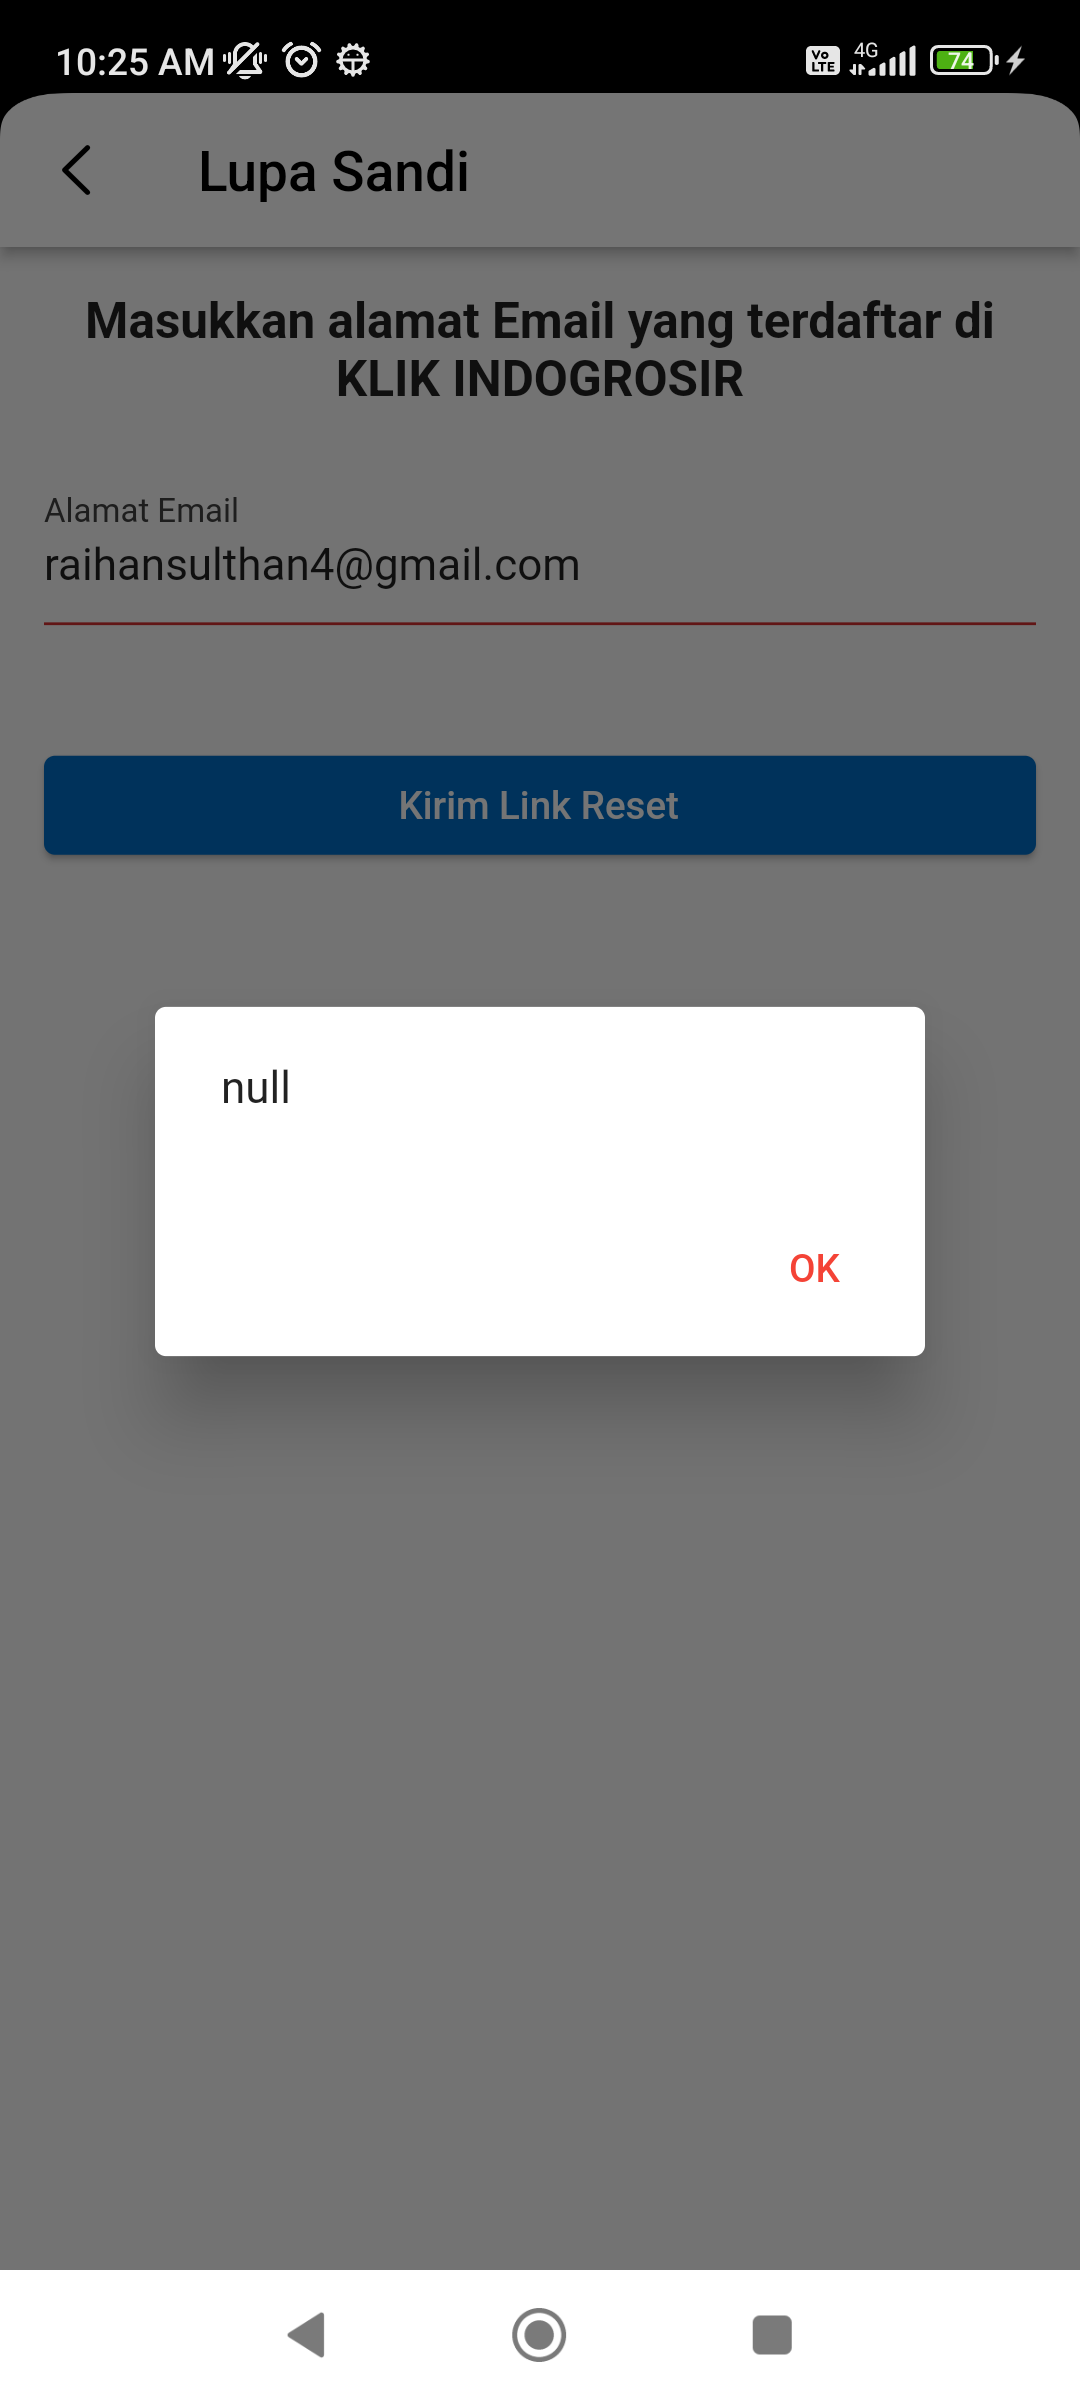 10:25 AM
Vo LTE 4G 74
Lupa Sandi
Masukkan alamat Email yang terdaftar di
KLIK INDOGROSIR
Alamat Email
raihansulthan4@gmail.com
Kirim Link Reset
null
OK